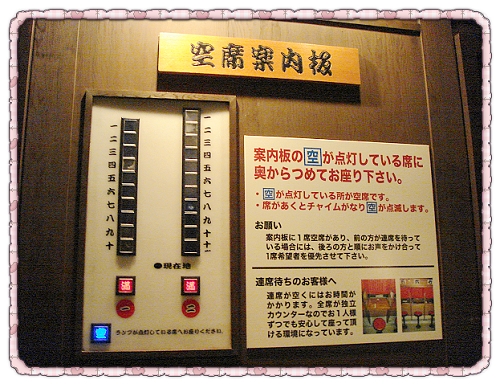 空席案内板
一
二
三
四
五
六
七
八
九
十
一
二
三
四
五
六
七
八
九
十
十一
●現在地
満
満
一
二
空
ランプが点灯している席へお座りください。
案内板の空が点灯している席に
奥からつめてお座り下さい。
・空が点灯している所が空席です。
・席があくとチャイムがなり空が点滅します。
お願い
案内板に1席空席があり、前の方が連席を待って
いる場合には、後ろの方と順にお声をかけ合って
1席希望者を優先させて下さい。
連席待ちのお客様へ
連席が空くにはお時間が
かかります。全席が独立
カウンターなのでお1人様
ずつでも安心して座って頂
ける環境になっています。